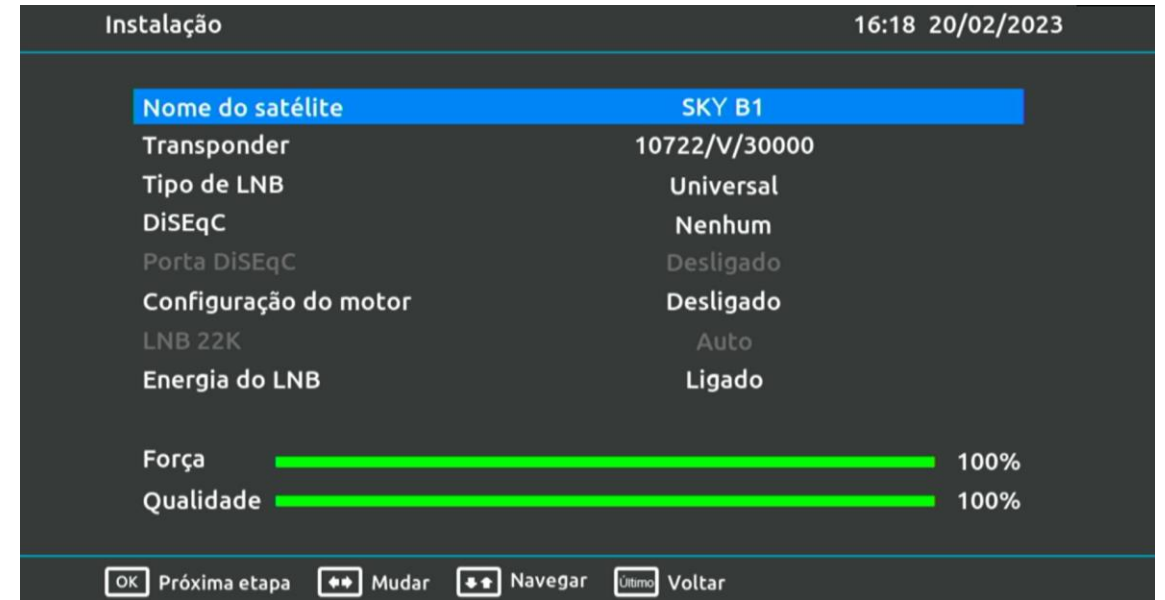 Instalação 16:18 20/02/2023
Nome do satélite SKY B1
Transponder 10722/V/30000
Tipo de LNB Universal
DiSEqC Nenhum
Porta DiSEqC Desligado
Configuração do motor Desligado
LNB 22K Auto
Energia do LNB Ligado
Força 100%
Qualidade 100%
OK Próxima etapa Mudar Navegar Último Voltar